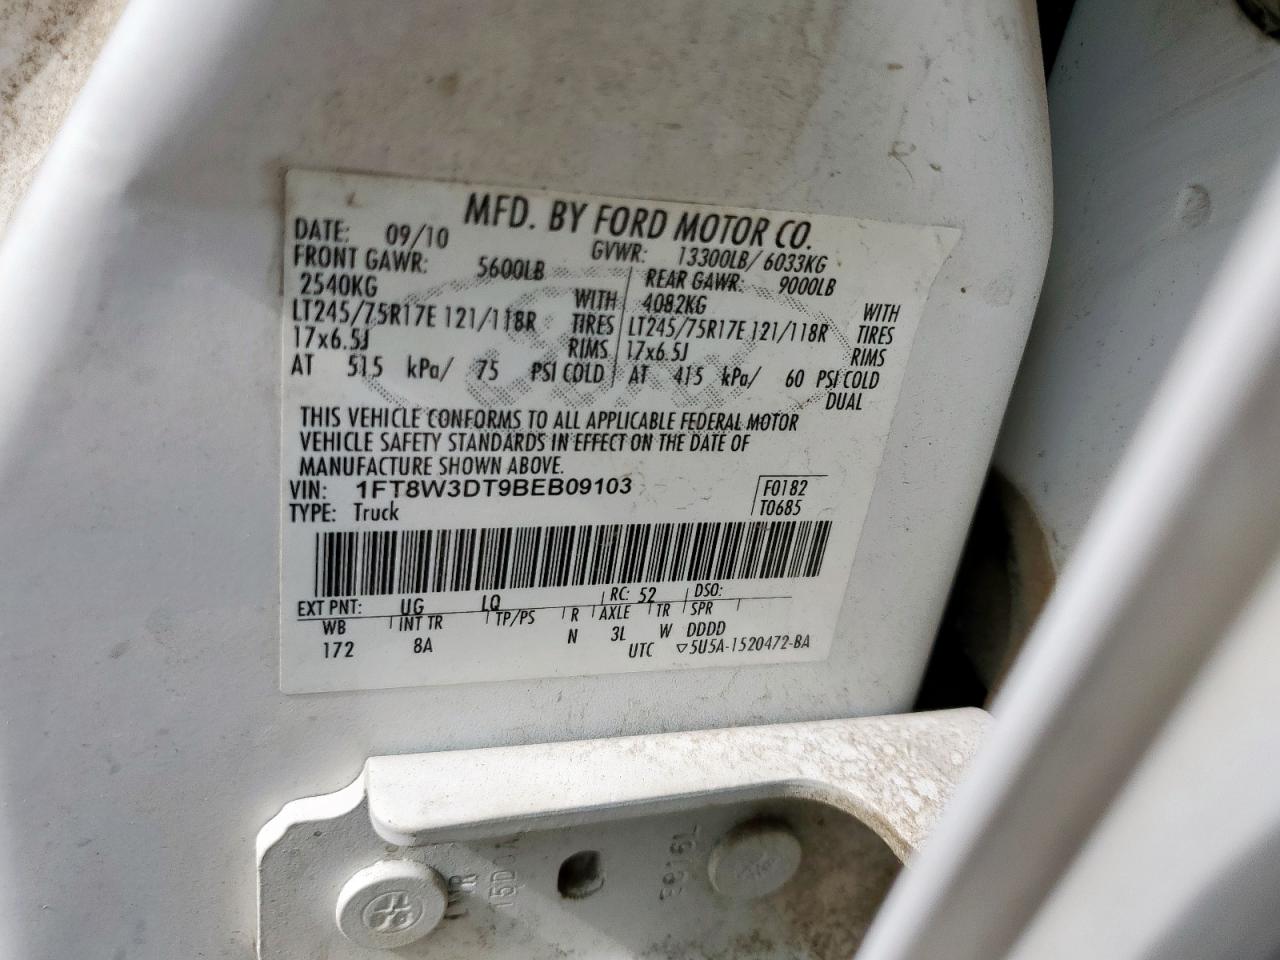 MFD. BY FORD MOTOR CO.
DATE: 09/10 GVWR: 13300LB/ 6033KG
FRONT GAWR: 5600LB REAR GAWR: 9000LB
2540KG WITH 4082KG WITH
LT245/75R17E 121/118R TIRES LT245/75R17E 121/118R TIRES
17x6.5J RIMS 17x6.5J RIMS
AT 515 kPa/ 75 PSI COLD AT 415 kPa/ 60 PSI COLD
DUAL
THIS VEHICLE CONFORMS TO ALL APPLICABLE FEDERAL MOTOR
VEHICLE SAFETY STANDARDS IN EFFECT ON THE DATE OF
MANUFACTURE SHOWN ABOVE.
VIN: 1FT8W3DT9BEB09103 F0182
TYPE: Truck T0685
EXT PNT: UG LQ RC: 52 DSO:
WB INT TR TP/PS R AXLE TR SPR
172 8A N 3L W DDDD
UTC ▽5U5A-1520472-BA